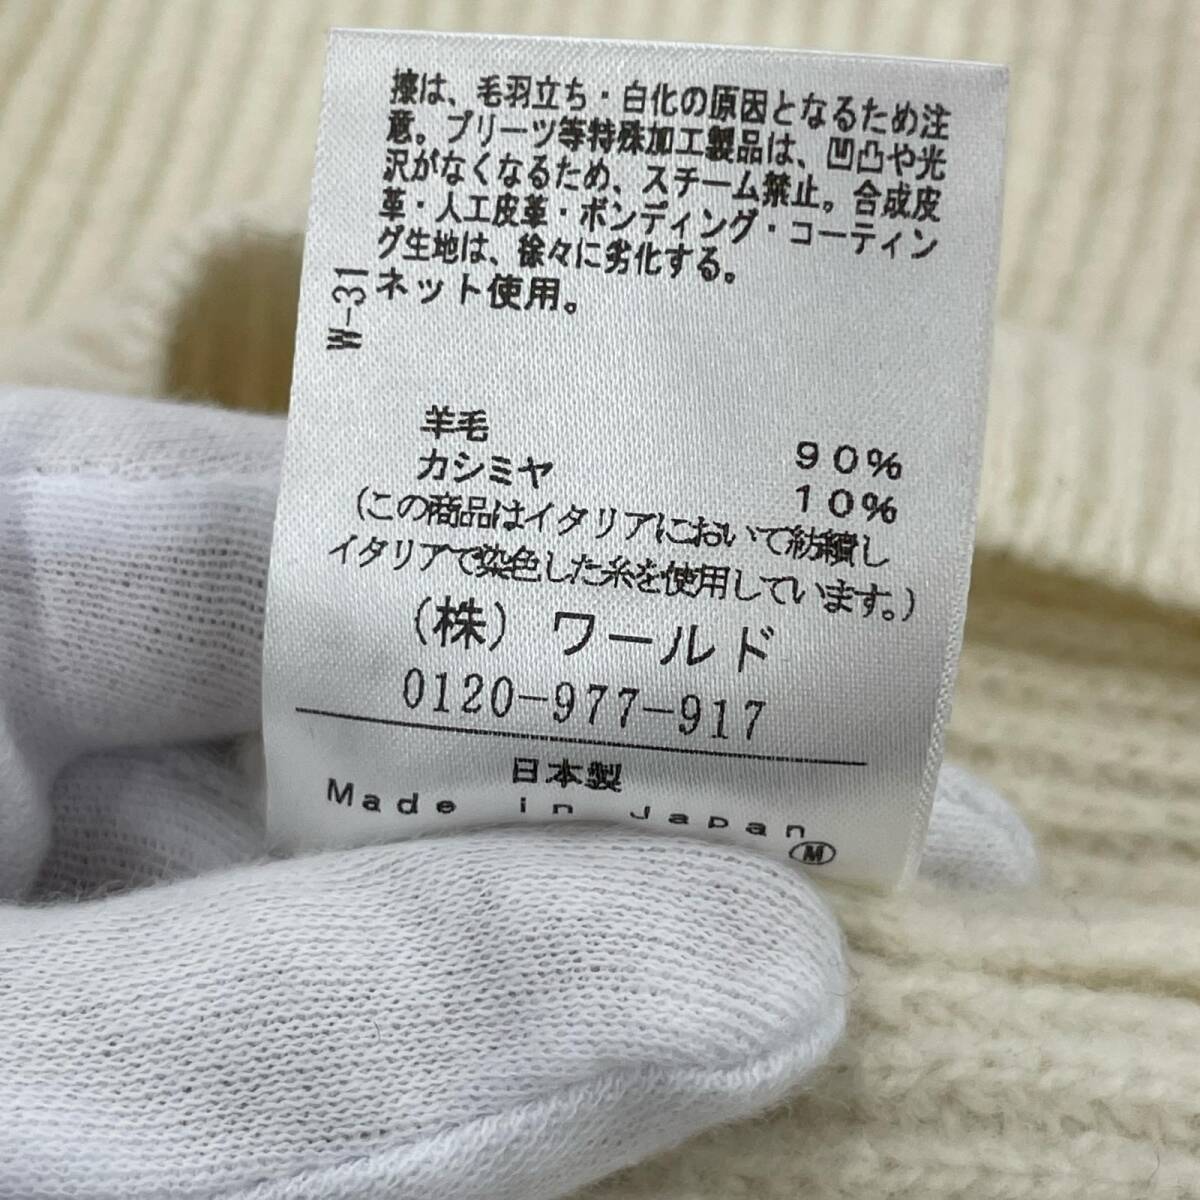 擦は、毛羽立ち・白化の原因となるため注
意。プリーツ等特殊加工製品は、凹凸や光
沢がなくなるため、スチーム禁止。合成皮
革・人工皮革・ボンディング・コーティン
グ生地は、徐々に劣化する。
ネット使用。
W-31
羊毛 90%
カシミヤ 10%
(この商品はイタリアにおいて紡績し
イタリアで染色した糸を使用しています。)
(株) ワールド
0120-977-917
日本製
Made in Japan
M